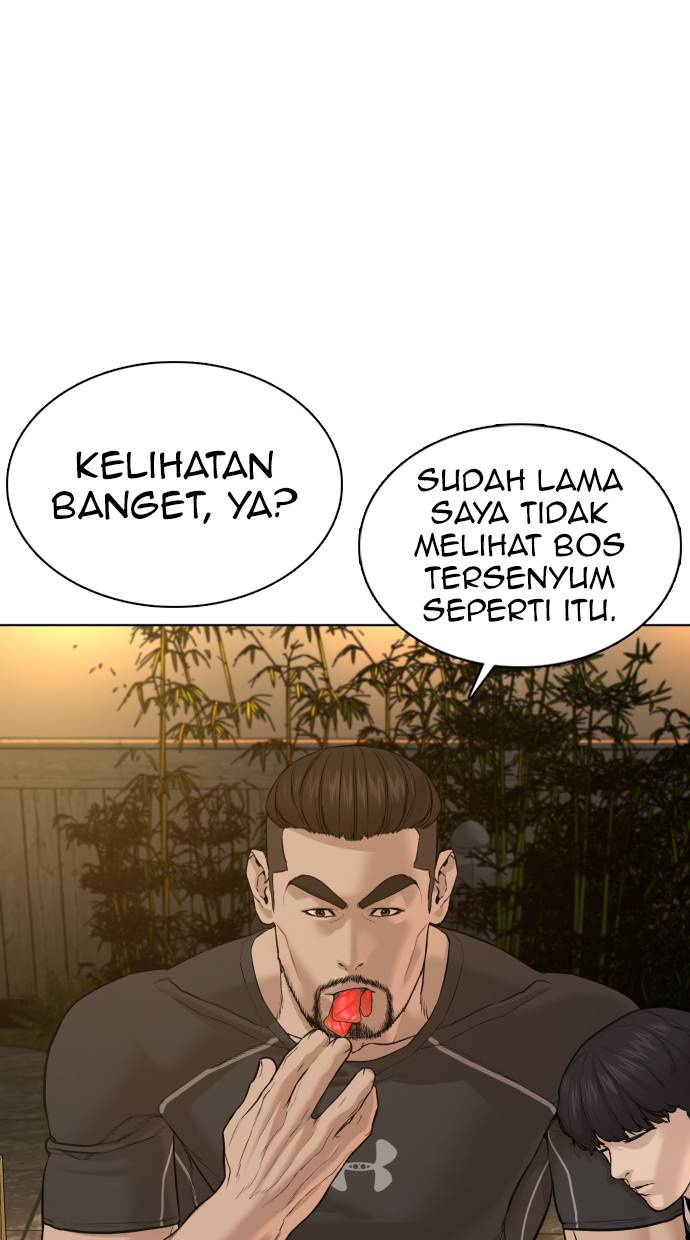 KELIHATAN
BANGET, YA?
SUDAH LAMA
SAYA TIDAK
MELIHAT BOS
TERSENYUM
SEPERTI ITU.